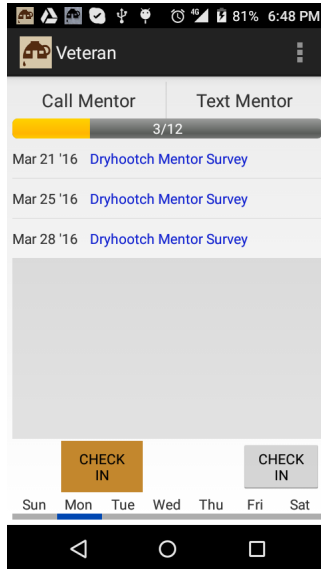 4G 81% 6:48 PM
Veteran
Call Mentor Text Mentor
3/12
Mar 21 '16 Dryhootch Mentor Survey
Mar 25 '16 Dryhootch Mentor Survey
Mar 28 '16 Dryhootch Mentor Survey
CHECK CHECK
IN IN
Sun Mon Tue Wed Thu Fri Sat